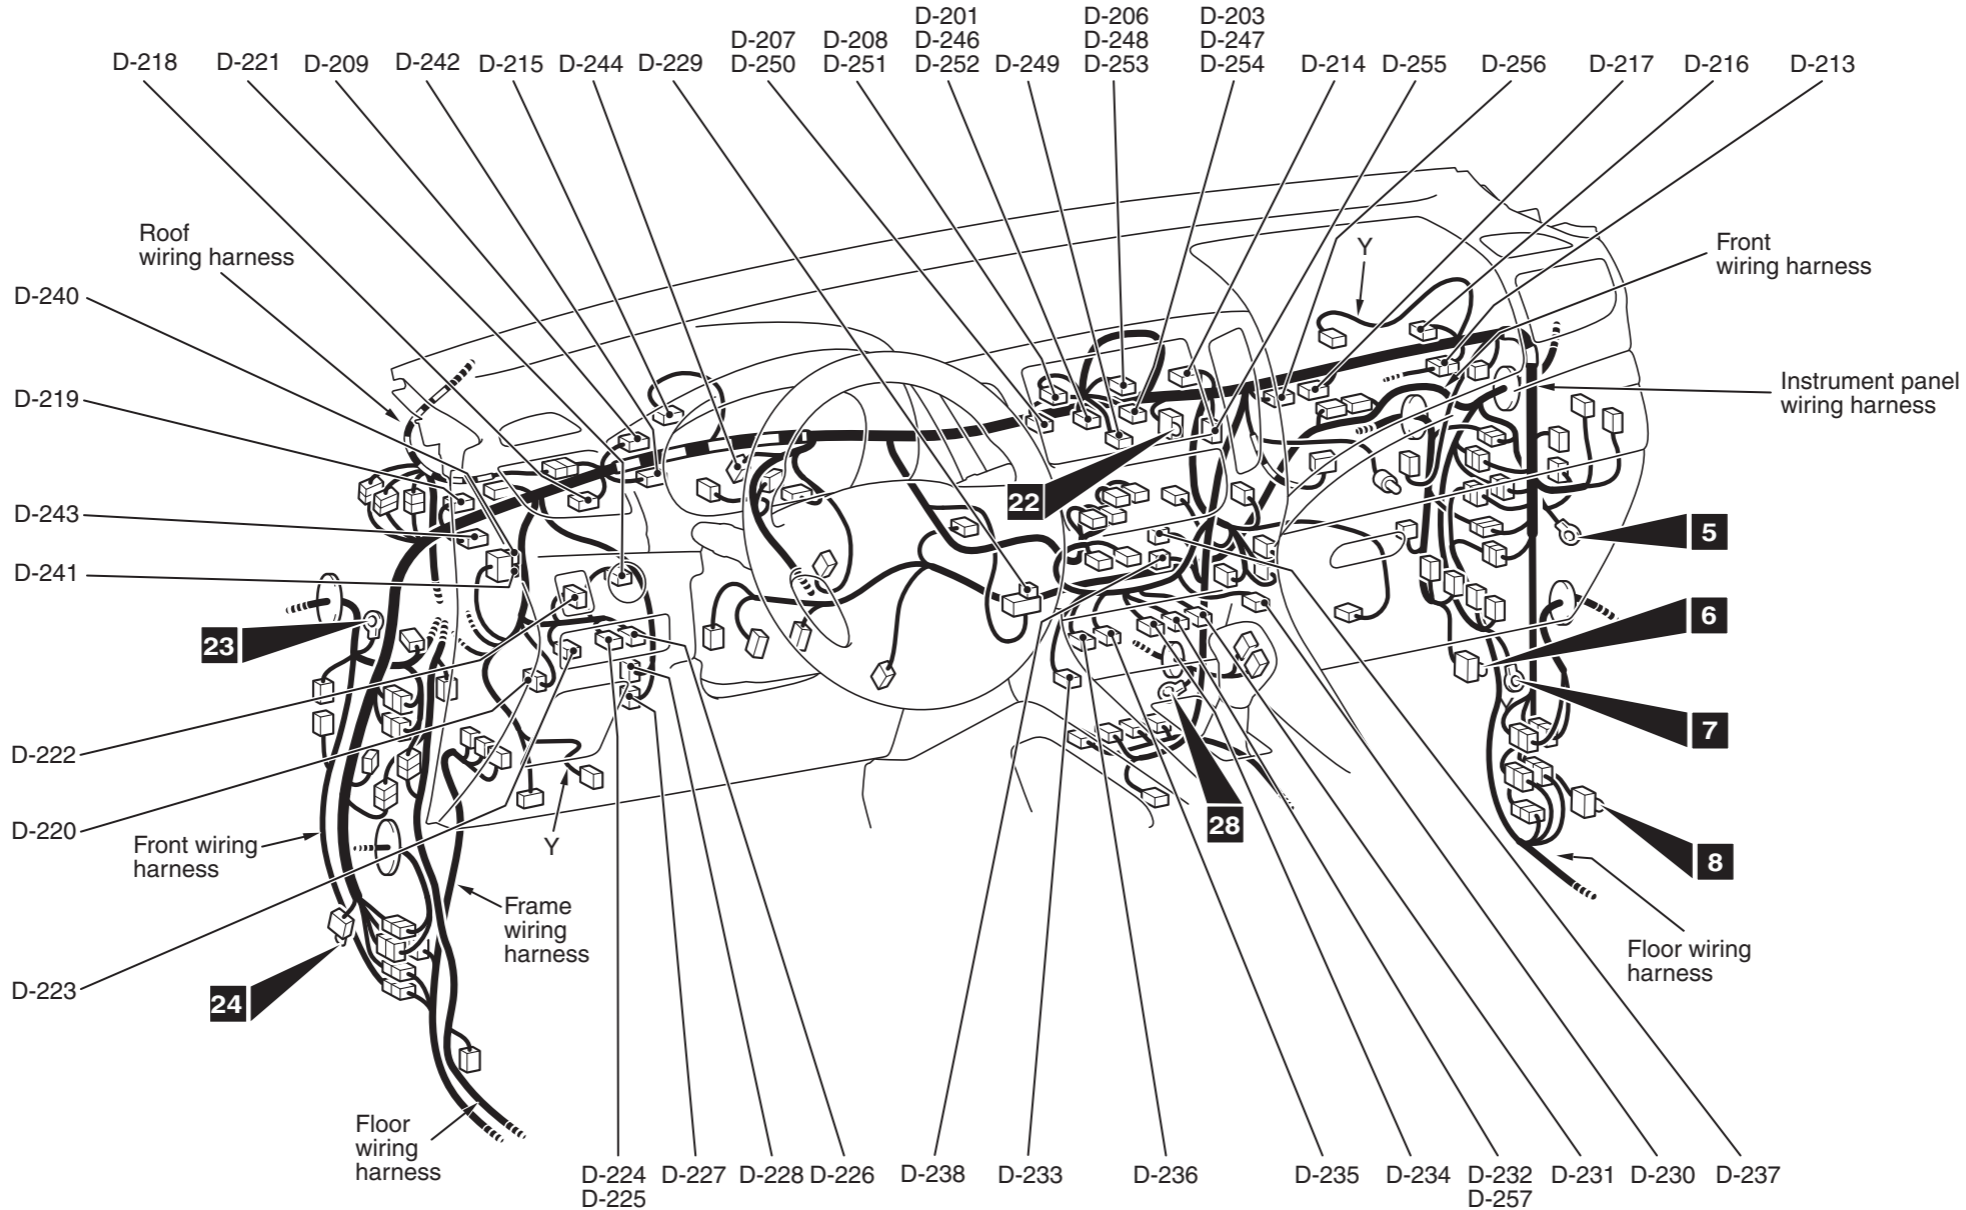 D-201
D-206
D-203
D-207
D-208
D-246
D-248
D-247
D-218
D-221
D-209
D-242
D-215
D-244
D-229
D-250
D-251
D-252
D-249
D-253
D-254
D-214
D-255
D-256
D-217
D-216
D-213
Roof
wiring harness
Y
Front
wiring harness
D-240
Instrument panel
wiring harness
D-219
22
D-243
5
D-241
6
23
7
D-222
28
D-220
Front wiring
harness
Y
8
Frame
wiring
harness
Floor wiring
harness
D-223
24
Floor
wiring
harness
D-224
D-225
D-227
D-228
D-226
D-238
D-233
D-236
D-235
D-234
D-232
D-257
D-231
D-230
D-237